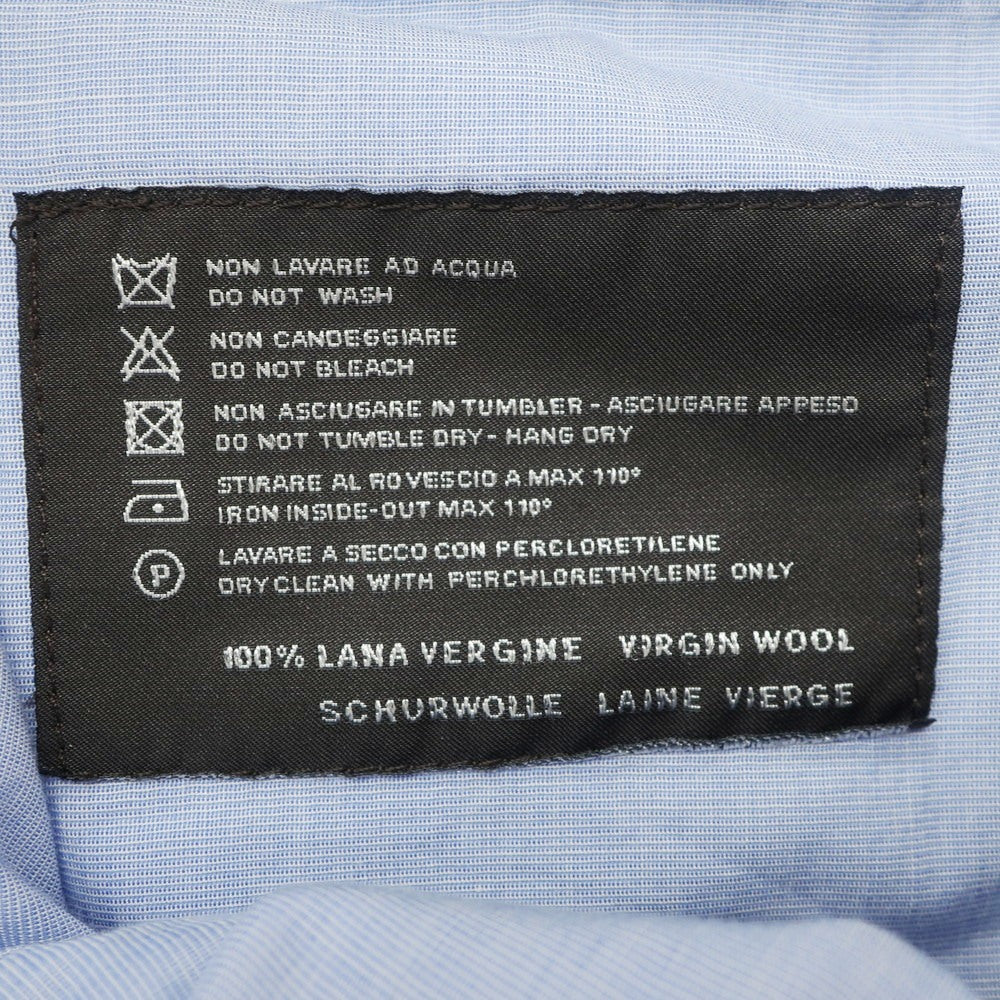 NON LAVARE AD ACQUA
DO NOT WASH
NON CANDEGGIARE
DO NOT BLEACH
NON ASCIUGARE IN TUMBLER - ASCIUGARE APPESO
DO NOT TUMBLE DRY - HANG DRY
STIRARE AL ROVESCIO A MAX 110°
IRON INSIDE-OUT MAX 110°
P
LAVARE A SECCO CON PERCLORETILENE
DRYCLEAN WITH PERCHLORETHYLENE ONLY
100% LANA VERGINE VIRGIN WOOL
SCHURWOLLE LAINE VIERGE